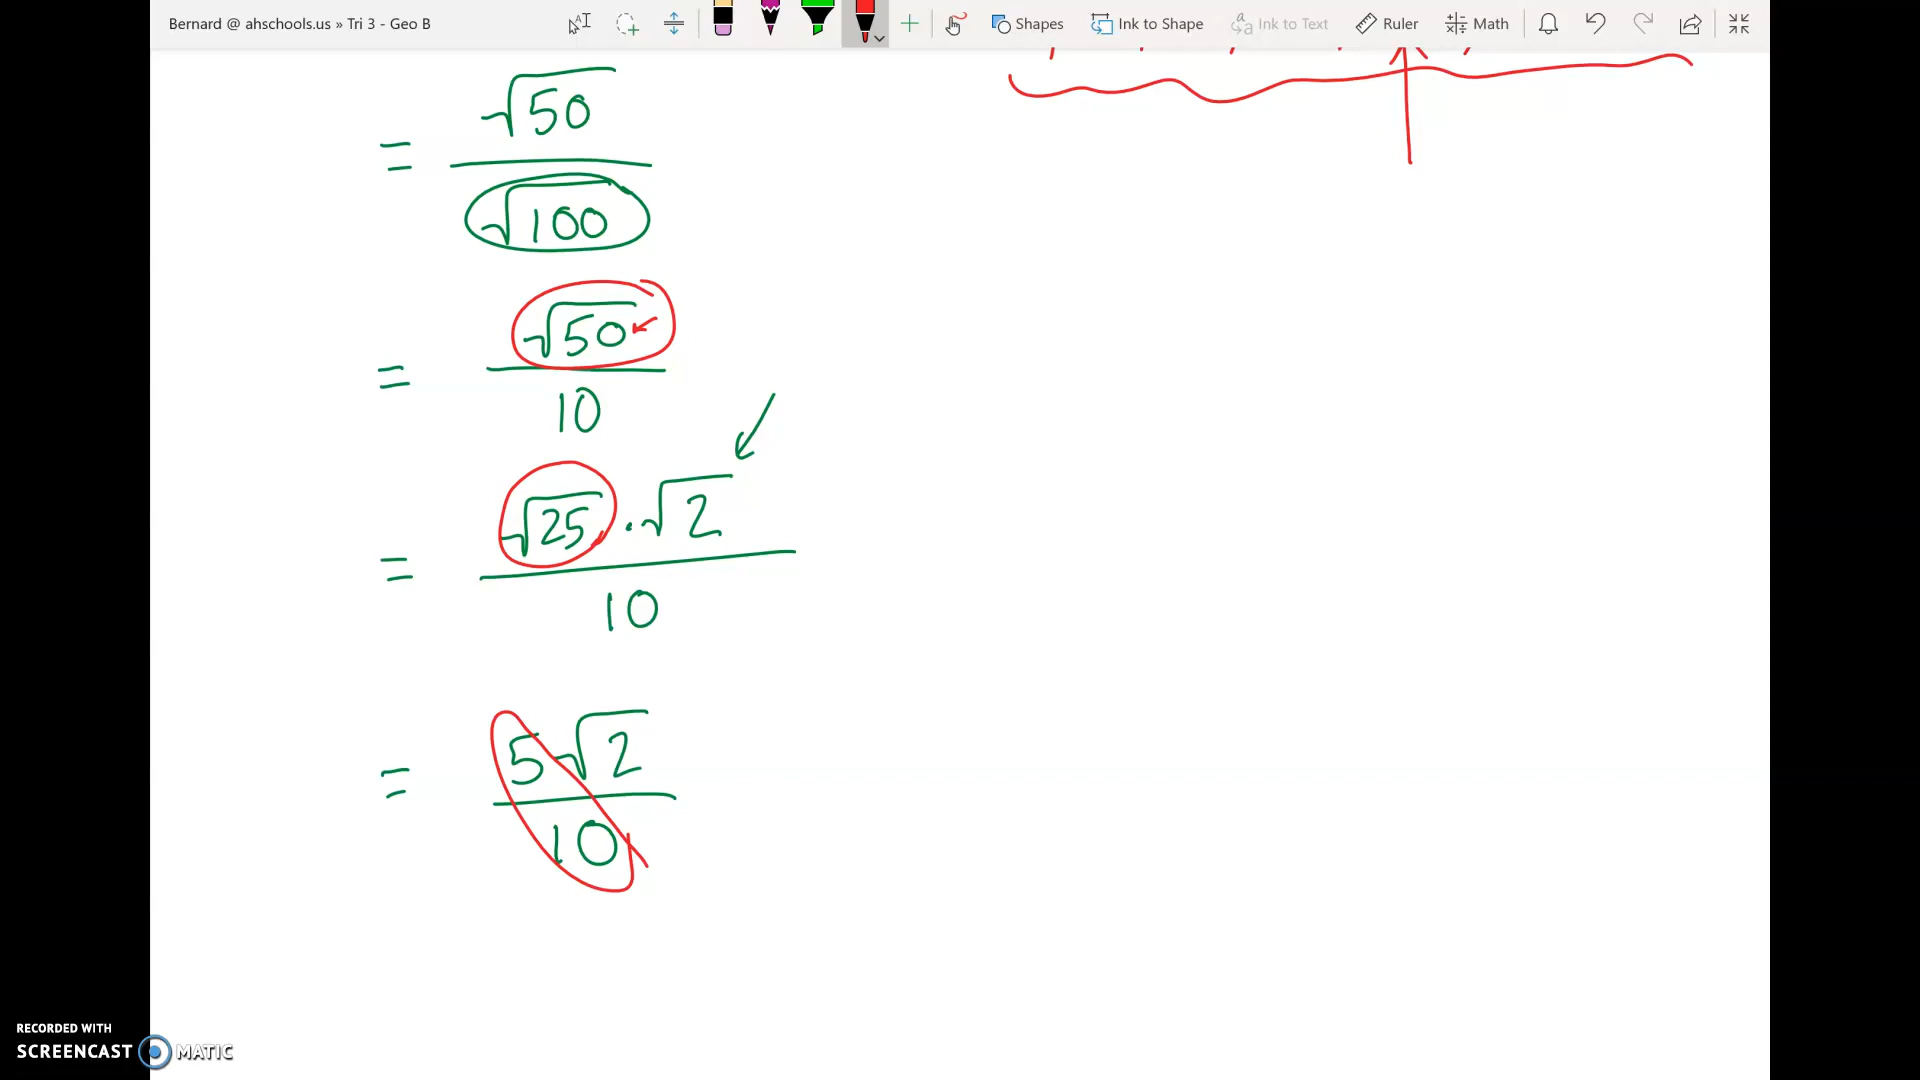 Bernard @ ahschools.us » Tri 3 - Geo B
Shapes
Ink to Shape
Ink to Text
Ruler
Math
= √50
√100
= √50
10
= √25 · √2
10
= 5√2
10
RECORDED WITH
SCREENCAST MATIC